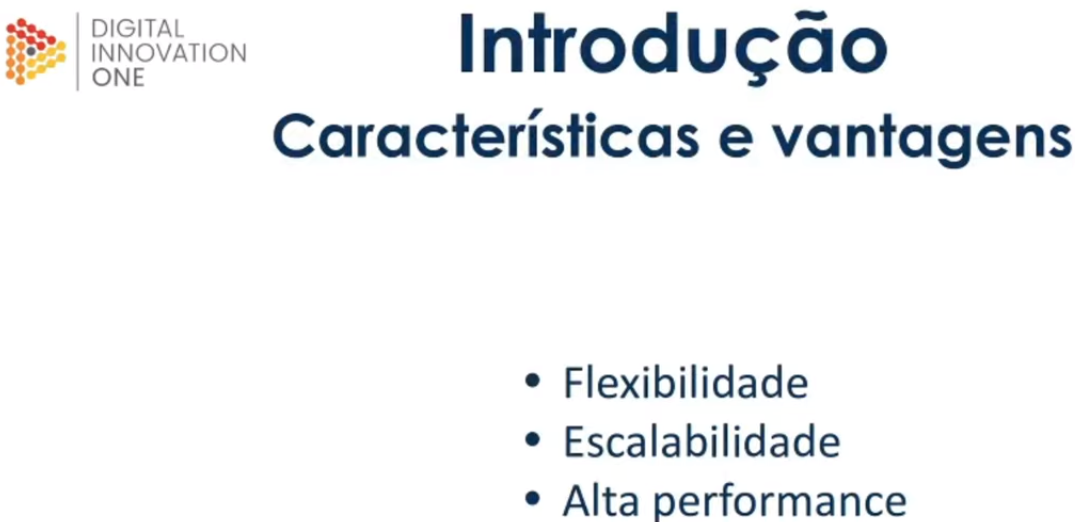 DIGITAL
INNOVATION
ONE
Introdução
Características e vantagens
• Flexibilidade
• Escalabilidade
• Alta performance